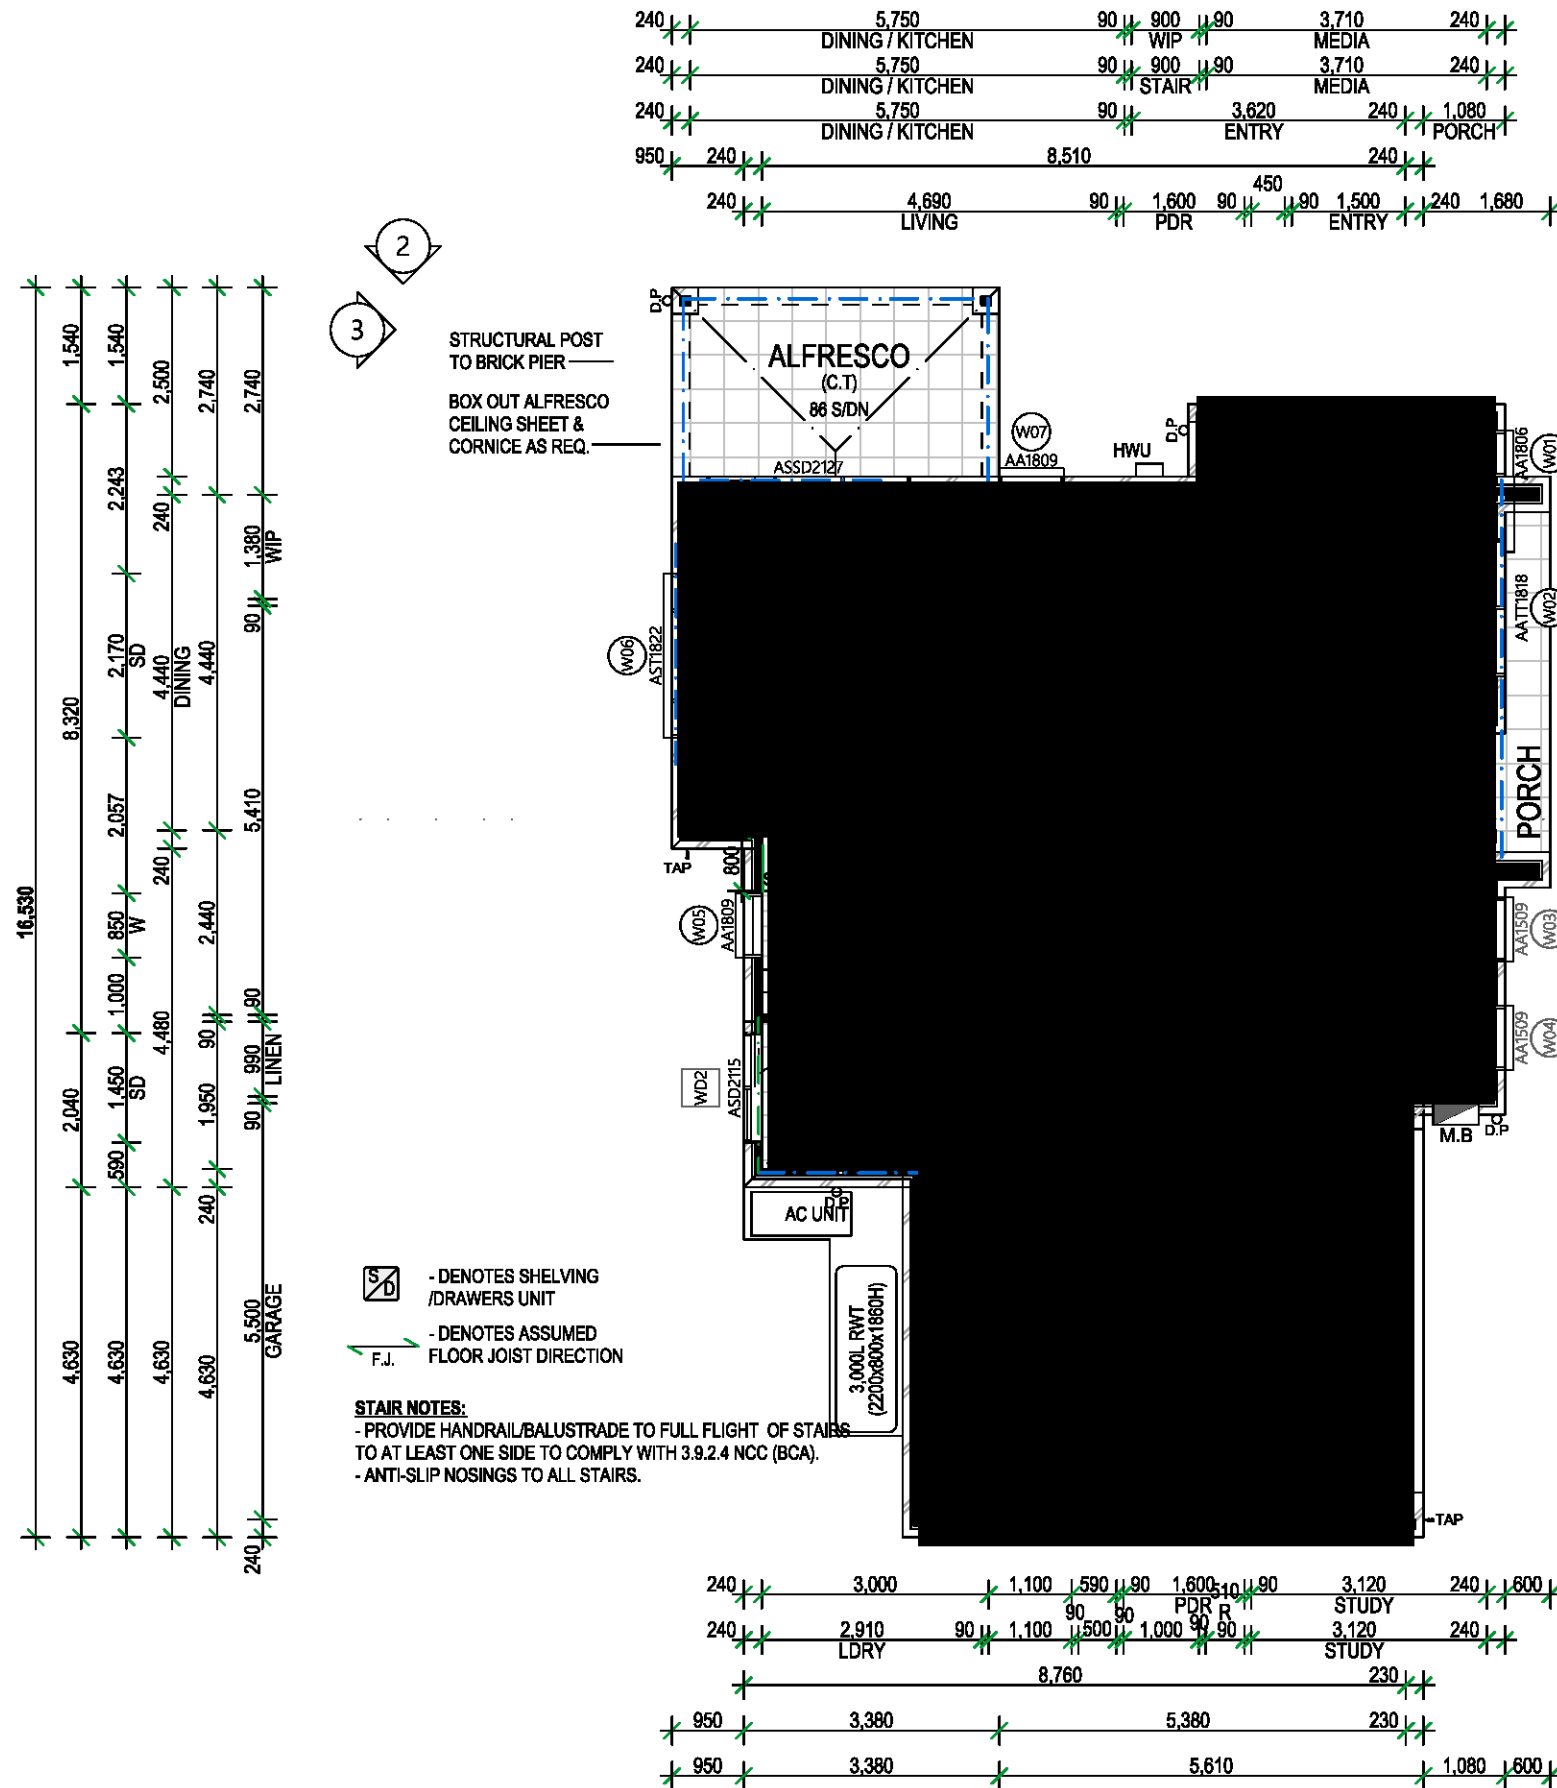 240 5,750 90 900 90 3,710 240
DINING / KITCHEN WIP MEDIA
240 5,750 90 900 90 3,710 240
DINING / KITCHEN STAIR MEDIA
240 5,750 90 3,620 240 1,080
DINING / KITCHEN ENTRY PORCH
950 240 8,510 240
450
240 4,690 90 1,600 90 90 1,500 240 1,680
LIVING PDR ENTRY
2
3
STRUCTURAL POST
TO BRICK PIER
BOX OUT ALFRESCO
CEILING SHEET &
CORNICE AS REQ.
D.P
ALFRESCO
(C.T)
86 S/DN
ASSD2127
W07
AA1809
HWU
D.P
AA1806
W01
AATT1818
W02
PORCH
W06
AST1822
TAP
800
W05
AA1809
AA1509
W03
AA1509
W04
WD2
ASD2115
M.B
D.P
D.P
AC UNIT
3,000L RWT
(2200x800x1860H)
TAP
16,530
1,540
8,320
2,040
4,630
1,540
2,243
2,170
SD
2,057
850
W
1,000
1,450
SD
590
4,630
2,500
240
4,440
DINING
240
4,480
4,630
2,740
4,440
2,440
90
1,950
240
4,630
2,740
1,380
WIP
90
5,410
90
990
LINEN
90
5,500
GARAGE
240
S/D
- DENOTES SHELVING
/DRAWERS UNIT
- DENOTES ASSUMED
F.J. FLOOR JOIST DIRECTION
STAIR NOTES:
- PROVIDE HANDRAIL/BALUSTRADE TO FULL FLIGHT OF STAIRS
TO AT LEAST ONE SIDE TO COMPLY WITH 3.9.2.4 NCC (BCA).
- ANTI-SLIP NOSINGS TO ALL STAIRS.
240 3,000 1,100 590 90 1,600 510 90 3,120 240 600
PDR R STUDY
240 2,910 90 1,100 90 500 90 1,000 90 90 3,120 240
LDRY STUDY
8,760 230
950 3,380 5,380 230
950 3,380 5,610 1,080 600